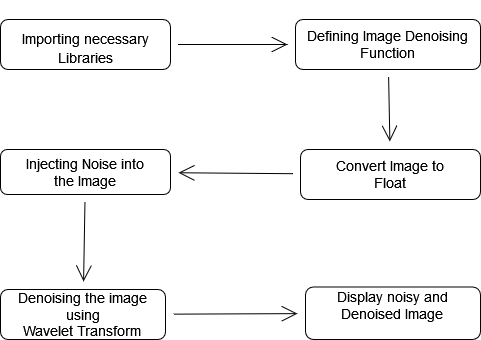 Importing necessary
Libraries
Defining Image Denoising
Function
Convert Image to
Float
Injecting Noise into
the Image
Denoising the image
using
Wavelet Transform
Display noisy and
Denoised Image